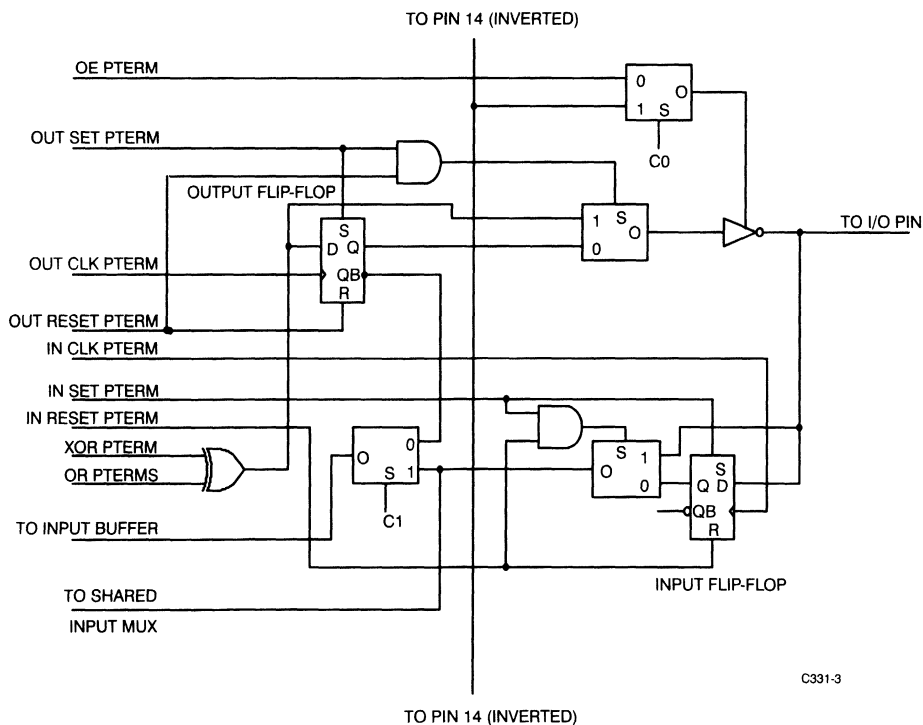 TO PIN 14 (INVERTED)
OE PTERM
0
O
1
S
C0
OUT SET PTERM
OUTPUT FLIP-FLOP
1
S
O
0
TO I/O PIN
S
D
Q
QB
R
OUT CLK PTERM
OUT RESET PTERM
IN CLK PTERM
IN SET PTERM
IN RESET PTERM
XOR PTERM
OR PTERMS
O
0
S
1
C1
S
1
O
0
S
Q
D
QB
R
TO INPUT BUFFER
INPUT FLIP-FLOP
TO SHARED
INPUT MUX
C331-3
TO PIN 14 (INVERTED)